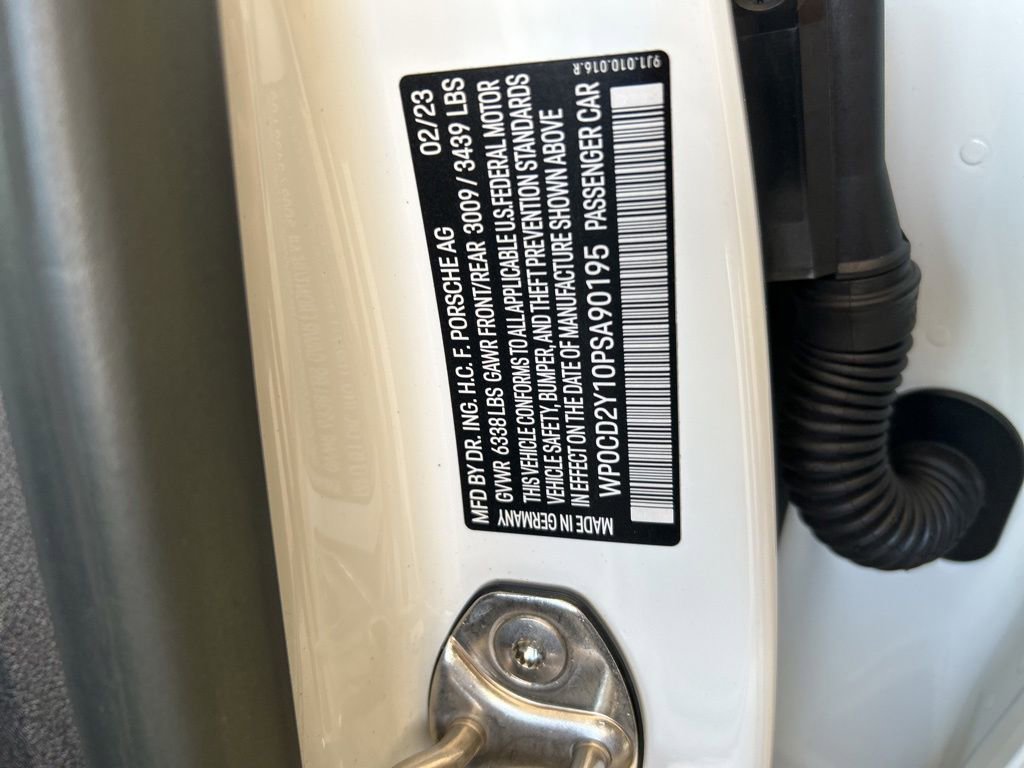 MFD BY DR. ING. H.C. F. PORSCHE AG 02/23
GVWR 6338LBS GAWR FRONT/REAR 3009 / 3439 LBS
THIS VEHICLE CONFORMS TO ALL APPLICABLE U.S. FEDERAL MOTOR
VEHICLE SAFETY, BUMPER, AND THEFT PREVENTION STANDARDS
IN EFFECT ON THE DATE OF MANUFACTURE SHOWN ABOVE
MADE IN GERMANY WP0CD2Y10PSA90195 PASSENGER CAR
9J1.010.016.R